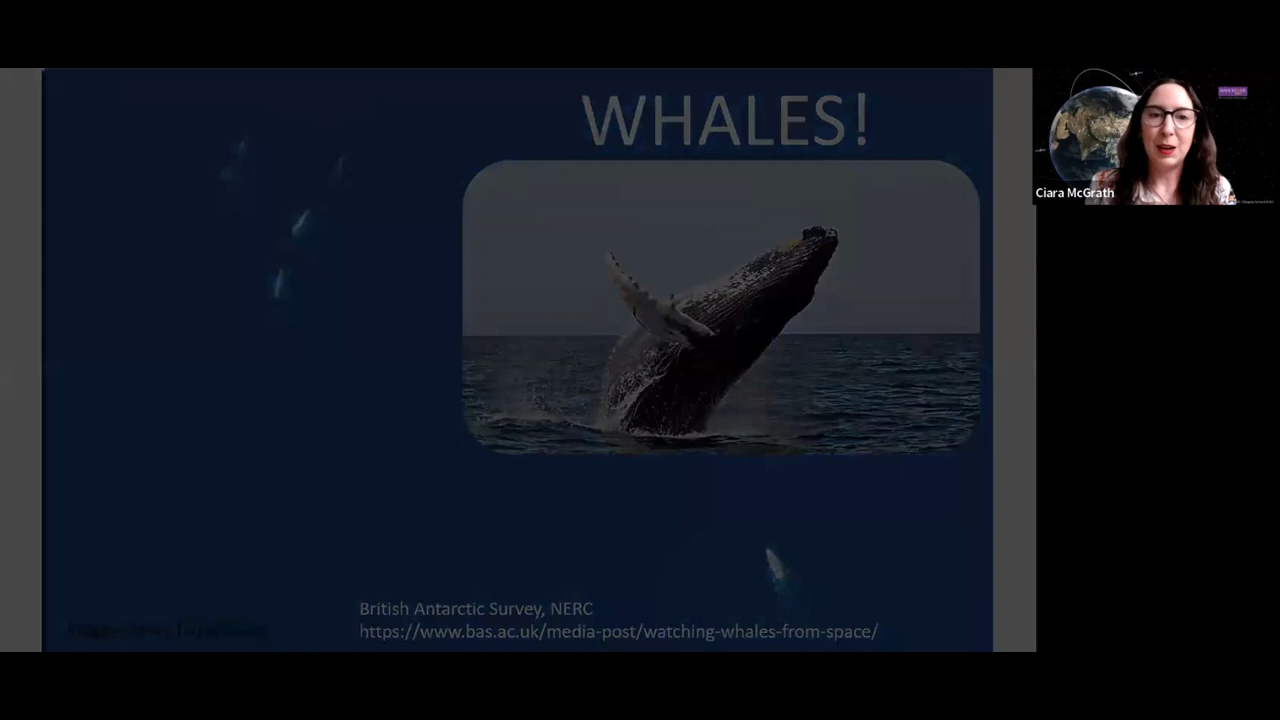 WHALES!
Ciara McGrath
British Antarctic Survey, NERC
https://www.bas.ac.uk/media-post/watching-whales-from-space/